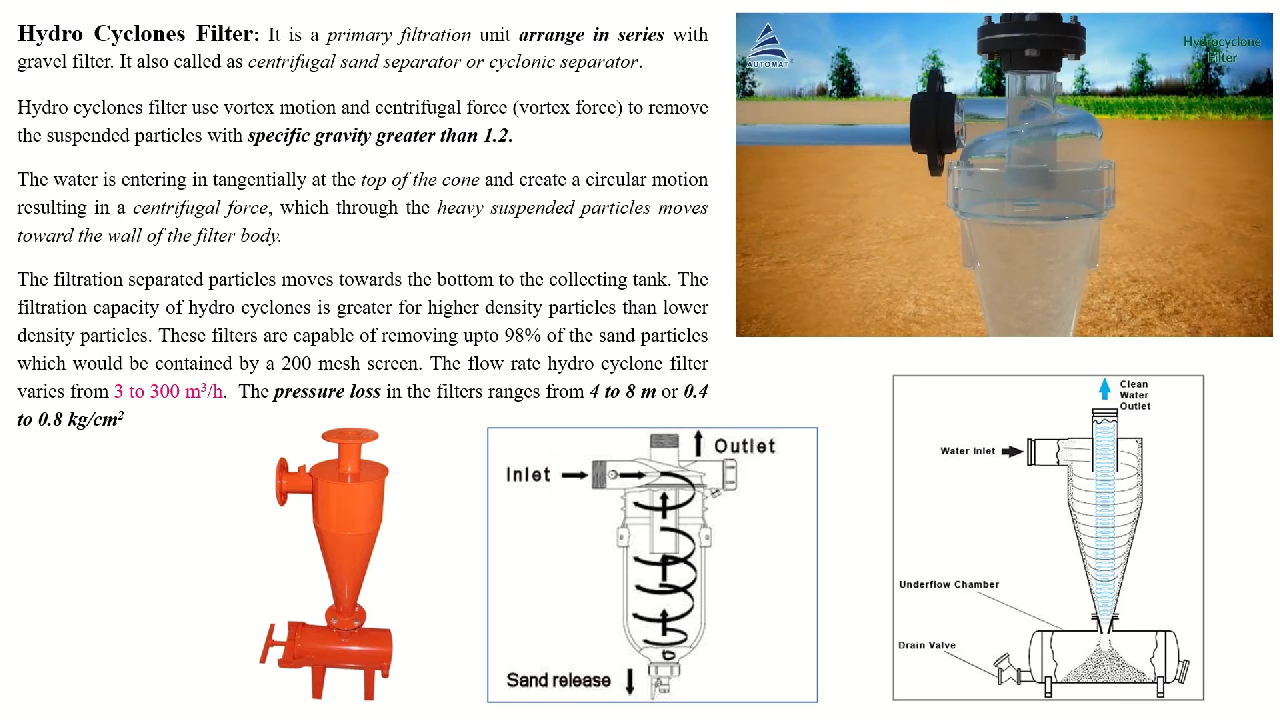 Hydro Cyclones Filter: It is a primary filtration unit arrange in series with
gravel filter. It also called as centrifugal sand separator or cyclonic separator.
Hydro cyclones filter use vortex motion and centrifugal force (vortex force) to remove
the suspended particles with specific gravity greater than 1.2.
The water is entering in tangentially at the top of the cone and create a circular motion
resulting in a centrifugal force, which through the heavy suspended particles moves
toward the wall of the filter body.
The filtration separated particles moves towards the bottom to the collecting tank. The
filtration capacity of hydro cyclones is greater for higher density particles than lower
density particles. These filters are capable of removing upto 98% of the sand particles
which would be contained by a 200 mesh screen. The flow rate hydro cyclone filter
varies from 3 to 300 m³/h. The pressure loss in the filters ranges from 4 to 8 m or 0.4
to 0.8 kg/cm²
AUTOMAT
Hydrocyclone
Filter
Inlet
Outlet
Sand release
Clean
Water
Outlet
Water Inlet
Underflow Chamber
Drain Valve